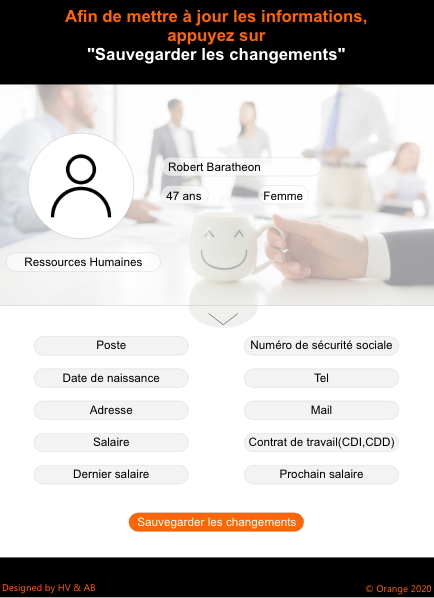 Afin de mettre à jour les informations,
appuyez sur
"Sauvegarder les changements"
Robert Baratheon
47 ans
Femme
Ressources Humaines
Poste
Numéro de sécurité sociale
Date de naissance
Tel
Adresse
Mail
Salaire
Contrat de travail(CDI,CDD)
Dernier salaire
Prochain salaire
Sauvegarder les changements
Designed by HV & AB
© Orange 2020